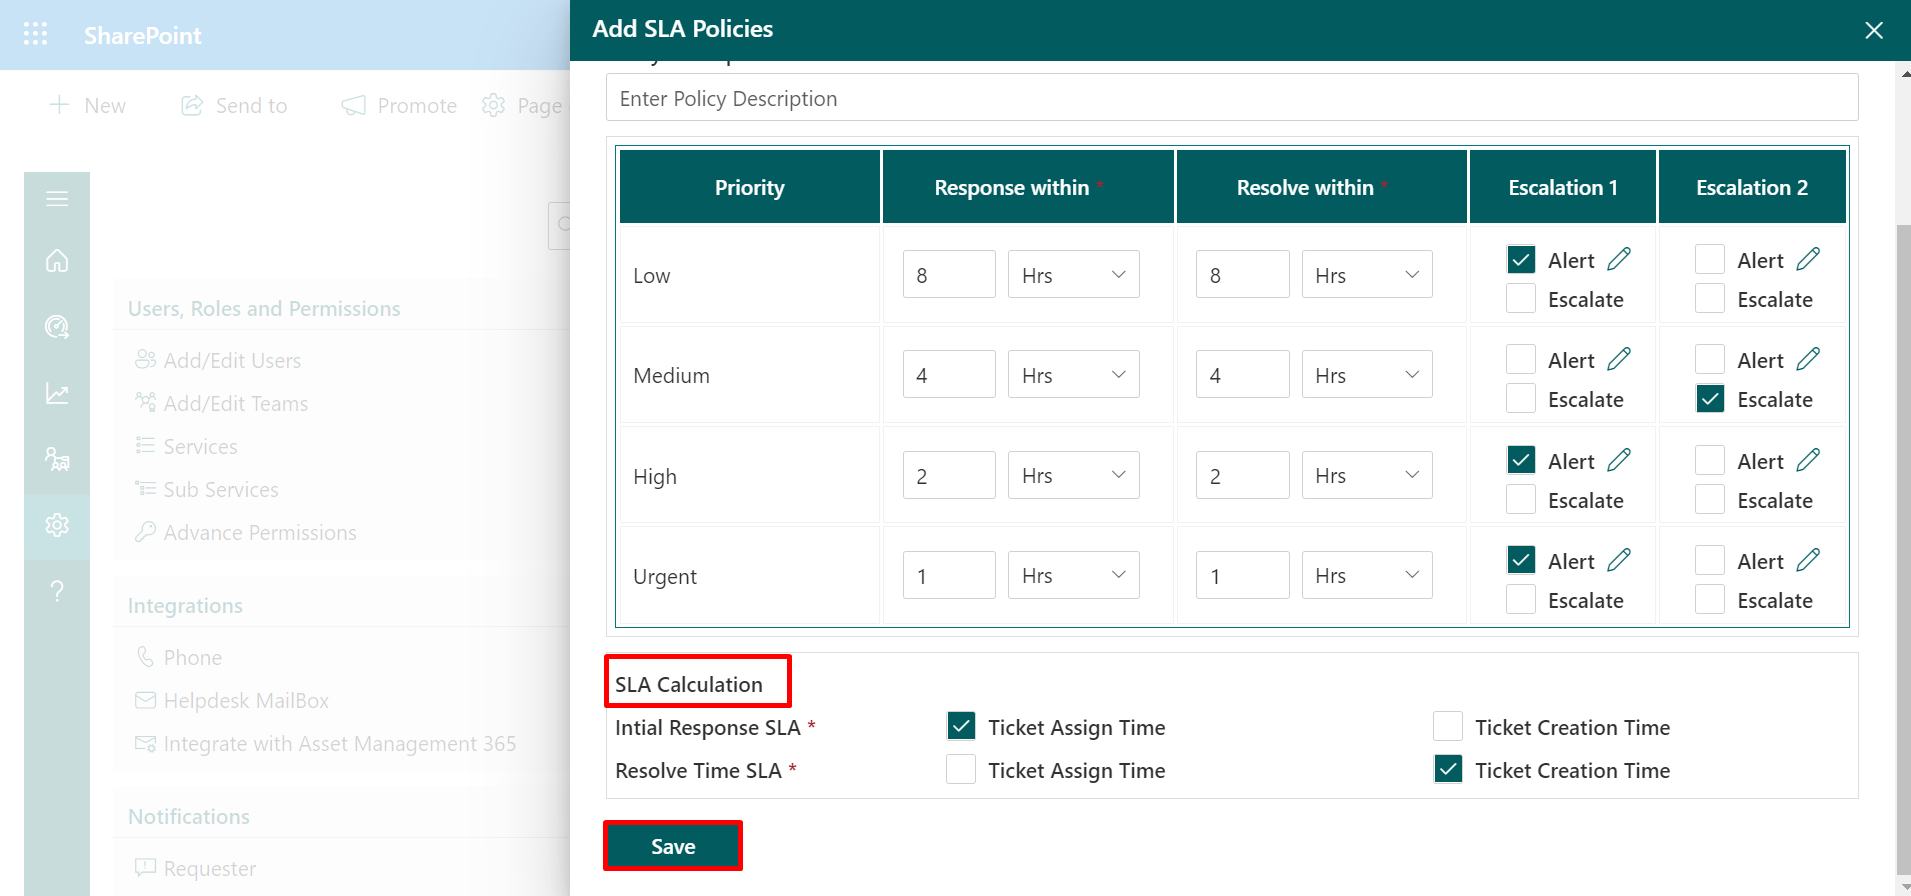 SharePoint
Add SLA Policies
New Send to Promote Page
Enter Policy Description
Priority Response within * Resolve within * Escalation 1 Escalation 2
Low 8 Hrs 8 Hrs Alert Alert
Escalate Escalate
Medium 4 Hrs 4 Hrs Alert Alert
Escalate Escalate
High 2 Hrs 2 Hrs Alert Alert
Escalate Escalate
Urgent 1 Hrs 1 Hrs Alert Alert
Escalate Escalate
SLA Calculation
Intial Response SLA * Ticket Assign Time Ticket Creation Time
Resolve Time SLA * Ticket Assign Time Ticket Creation Time
Save
Users, Roles and Permissions
Add/Edit Users
Add/Edit Teams
Services
Sub Services
Advance Permissions
Integrations
Phone
Helpdesk MailBox
Integrate with Asset Management 365
Notifications
Requester